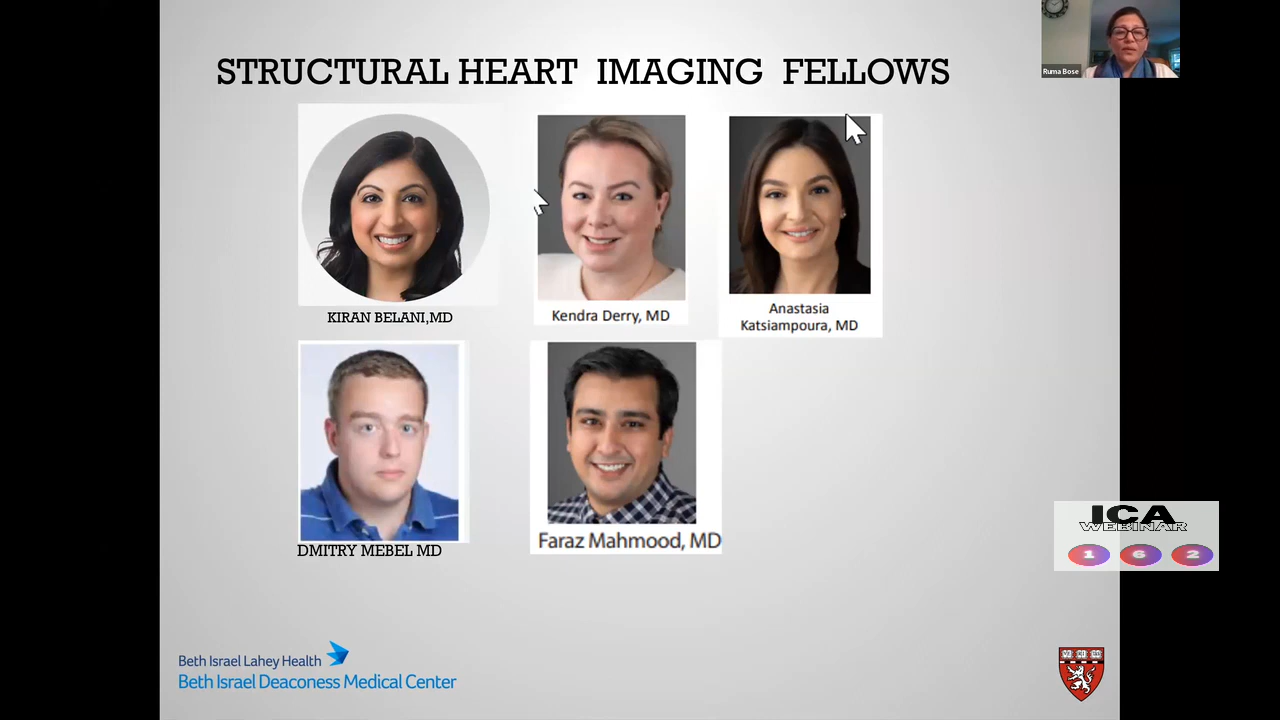 STRUCTURAL HEART IMAGING FELLOWS
Ruma Bose
KIRAN BELANI,MD
Kendra Derry, MD
Anastasia
Katsiampoura, MD
DMITRY MEBEL MD
Faraz Mahmood, MD
ICA
WEBINAR
1 6 2
Beth Israel Lahey Health
Beth Israel Deaconess Medical Center